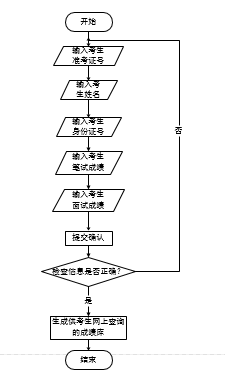 开始
输入考生
准考证号
输入考
生姓名
输入考生
身份证号
否
输入考生
笔试成绩
输入考生
面试成绩
提交确认
检查信息是否正确？
是
生成供考生网上查询
的成绩库
结束